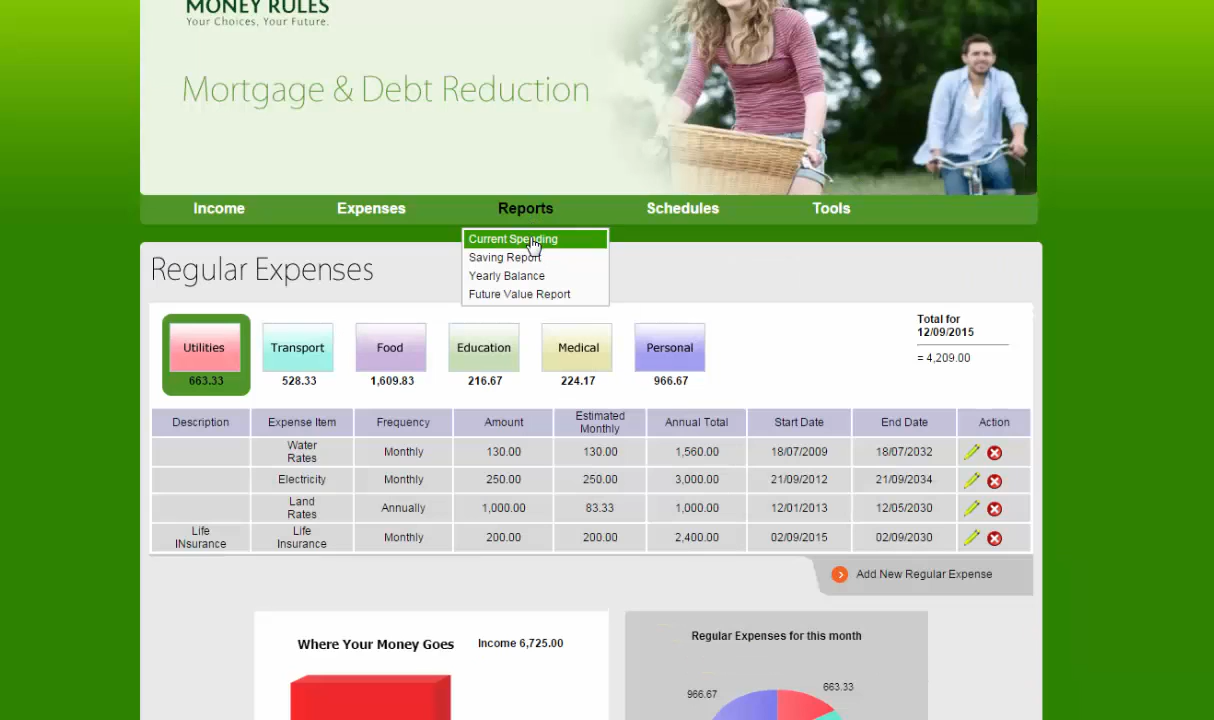 MONEY RULES
Your Choices, Your Future.
Mortgage & Debt Reduction
Income Expenses Reports Schedules Tools
Current Spending
Saving Report
Yearly Balance
Future Value Report
Regular Expenses
Total for
12/09/2015
= 4,209.00
Utilities Transport Food Education Medical Personal
663.33 528.33 1,609.83 216.67 224.17 966.67
Description Expense Item Frequency Amount Estimated Monthly Annual Total Start Date End Date Action
Water Rates Monthly 130.00 130.00 1,560.00 18/07/2009 18/07/2032
Electricity Monthly 250.00 250.00 3,000.00 21/09/2012 21/09/2034
Land Rates Annually 1,000.00 83.33 1,000.00 12/01/2013 12/05/2030
Life INsurance Life Insurance Monthly 200.00 200.00 2,400.00 02/09/2015 02/09/2030
Add New Regular Expense
Where Your Money Goes Income 6,725.00
Regular Expenses for this month
966.67 663.33